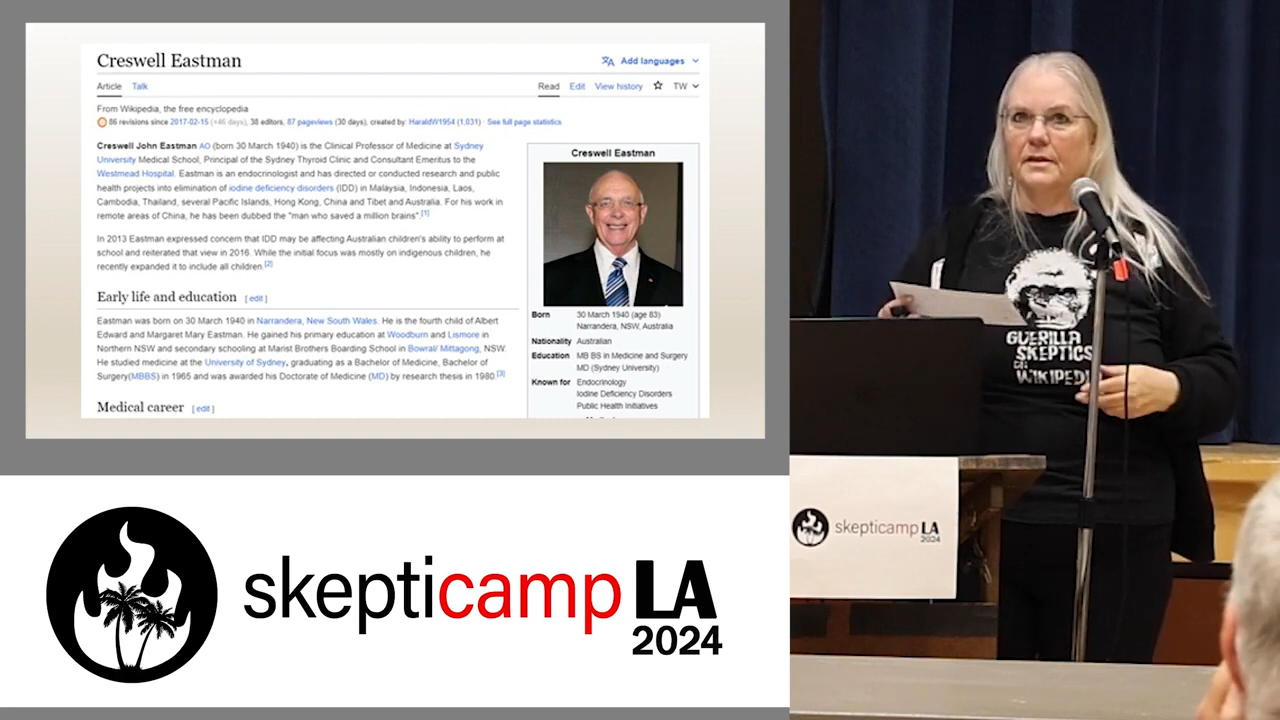 Creswell Eastman
Add languages
Article Talk
Read Edit View history TW
From Wikipedia, the free encyclopedia
86 revisions since 2017-02-15 (+46 days), 38 editors, 87 pageviews (30 days), created by: HaraldW1954 (1,031) · See full page statistics
Creswell John Eastman AO (born 30 March 1940) is the Clinical Professor of Medicine at Sydney
University Medical School, Principal of the Sydney Thyroid Clinic and Consultant Emeritus to the
Westmead Hospital. Eastman is an endocrinologist and has directed or conducted research and public
health projects into elimination of iodine deficiency disorders (IDD) in Malaysia, Indonesia, Laos,
Cambodia, Thailand, several Pacific Islands, Hong Kong, China and Tibet and Australia. For his work in
remote areas of China, he has been dubbed the "man who saved a million brains".[1]
In 2013 Eastman expressed concern that IDD may be affecting Australian children's ability to perform at
school and reiterated that view in 2016. While the initial focus was mostly on indigenous children, he
recently expanded it to include all children.[2]
Early life and education [ edit ]
Eastman was born on 30 March 1940 in Narrandera, New South Wales. He is the fourth child of Albert
Edward and Margaret Mary Eastman. He gained his primary education at Woodburn and Lismore in
Northern NSW and secondary schooling at Marist Brothers Boarding School in Bowral/ Mittagong, NSW.
He studied medicine at the University of Sydney, graduating as a Bachelor of Medicine, Bachelor of
Surgery(MBBS) in 1965 and was awarded his Doctorate of Medicine (MD) by research thesis in 1980.[3]
Medical career [ edit ]
Creswell Eastman
Born 30 March 1940 (age 83)
Narrandera, NSW, Australia
Nationality Australian
Education MB BS in Medicine and Surgery
MD (Sydney University)
Known for Endocrinology
Iodine Deficiency Disorders
Public Health Initiatives
skepticamp LA
2024
GUERILLA
SKEPTICS
ON
WIKIPEDI
skepticamp LA
2024